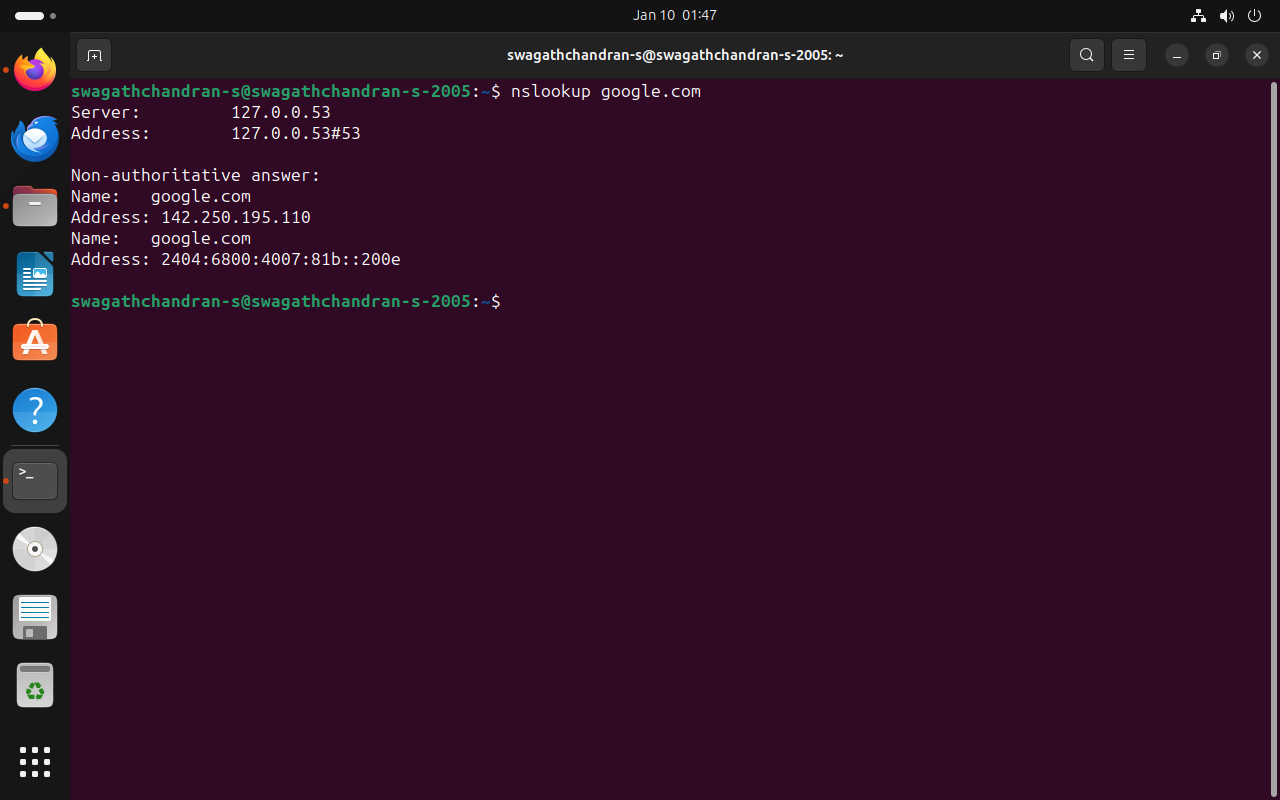 Jan 10 01:47
swagathchandran-s@swagathchandran-s-2005: ~
swagathchandran-s@swagathchandran-s-2005:~$ nslookup google.com
Server:		127.0.0.53
Address:	127.0.0.53#53
Non-authoritative answer:
Name:	google.com
Address: 142.250.195.110
Name:	google.com
Address: 2404:6800:4007:81b::200e
swagathchandran-s@swagathchandran-s-2005:~$